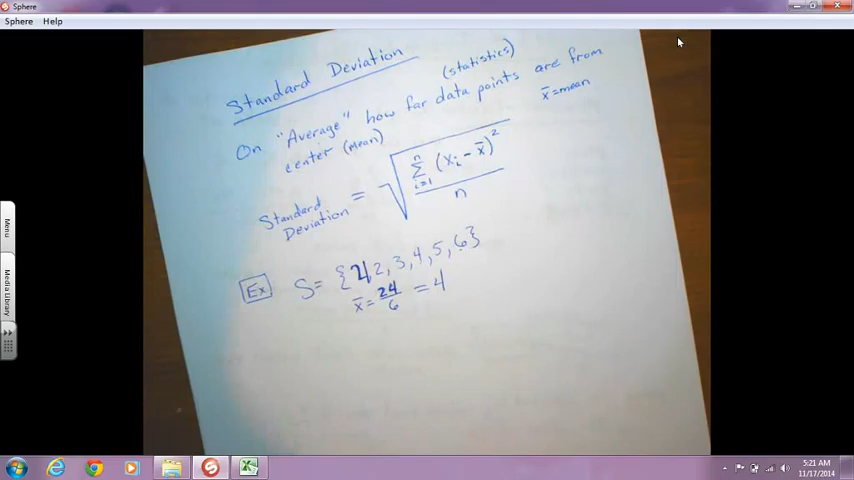 Sphere
Sphere Help
Standard Deviation
(statistics)
On "Average" how far data points are from
center (mean)
x̄ = mean
Standard Deviation = √( Σ i=1 n (xi - x̄)² / n )
Ex S = { , 2, 3, 4, 5, 6}
x̄ = 24/6 = 4
Menu
Media Library
5:21 AM
11/17/2014